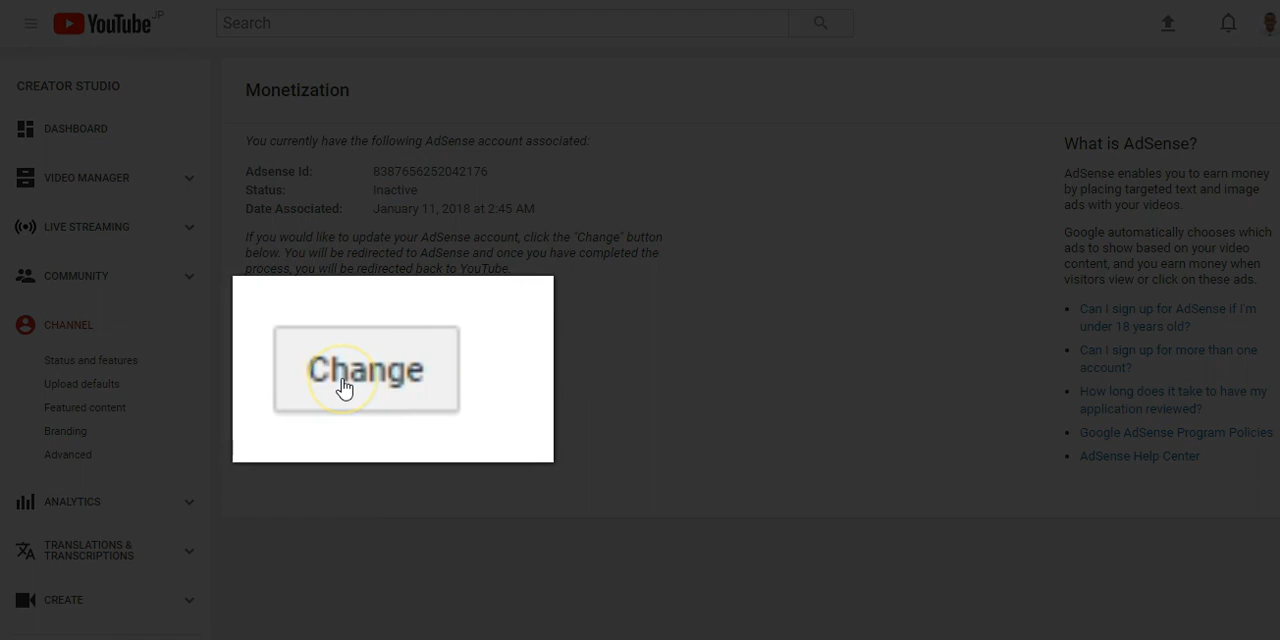 YouTube JP
Search
CREATOR STUDIO
DASHBOARD
VIDEO MANAGER
LIVE STREAMING
COMMUNITY
CHANNEL
Status and features
Upload defaults
Featured content
Branding
Advanced
ANALYTICS
TRANSLATIONS &
TRANSCRIPTIONS
CREATE
Monetization
You currently have the following AdSense account associated:
Adsense Id: 8387656252042176
Status: Inactive
Date Associated: January 11, 2018 at 2:45 AM
If you would like to update your AdSense account, click the "Change" button
below. You will be redirected to AdSense and once you have completed the
process, you will be redirected back to YouTube.
Change
What is AdSense?
AdSense enables you to earn money
by placing targeted text and image
ads with your videos.
Google automatically chooses which
ads to show based on your video
content, and you earn money when
visitors view or click on these ads.
• Can I sign up for AdSense if I'm
under 18 years old?
• Can I sign up for more than one
account?
• How long does it take to have my
application reviewed?
• Google AdSense Program Policies
• AdSense Help Center